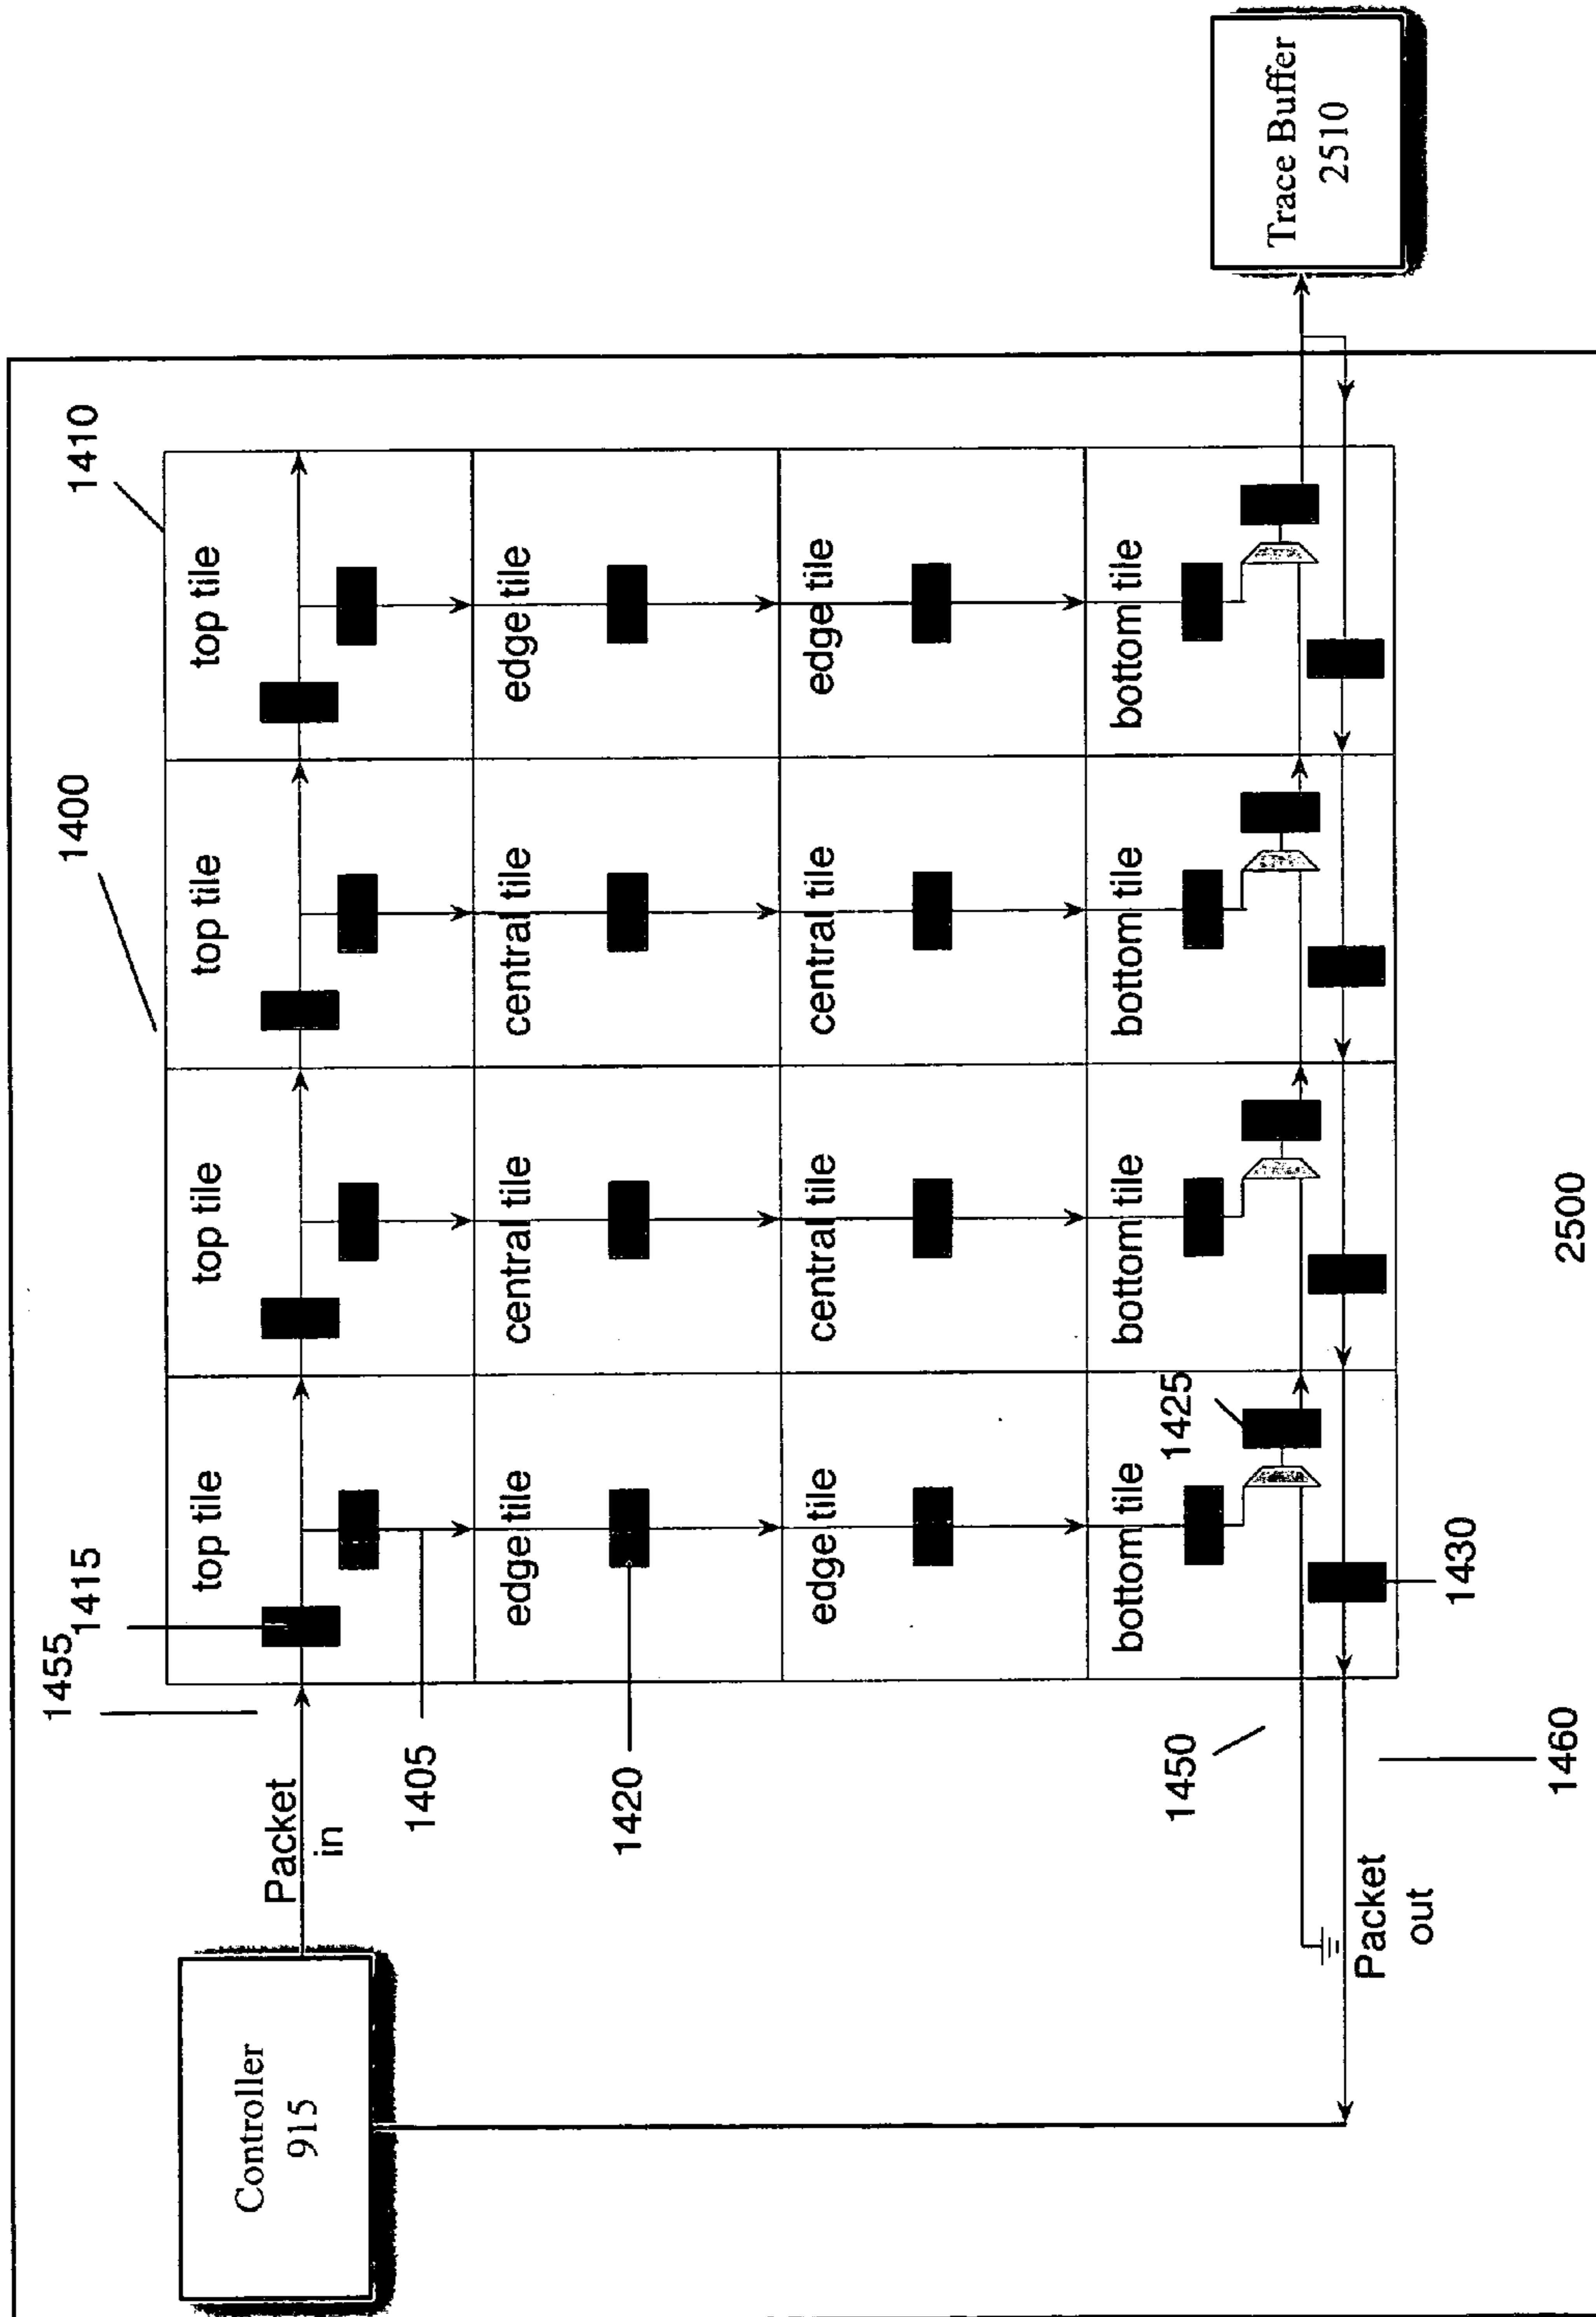 1400
1410
1455
1415
top tile
top tile
top tile
top tile
Controller
915
Packet
in
1405
edge tile
central tile
central tile
edge tile
1420
edge tile
central tile
central tile
edge tile
bottom tile
bottom tile
bottom tile
bottom tile
1425
1450
Trace Buffer
2510
Packet
out
1430
1460
2500